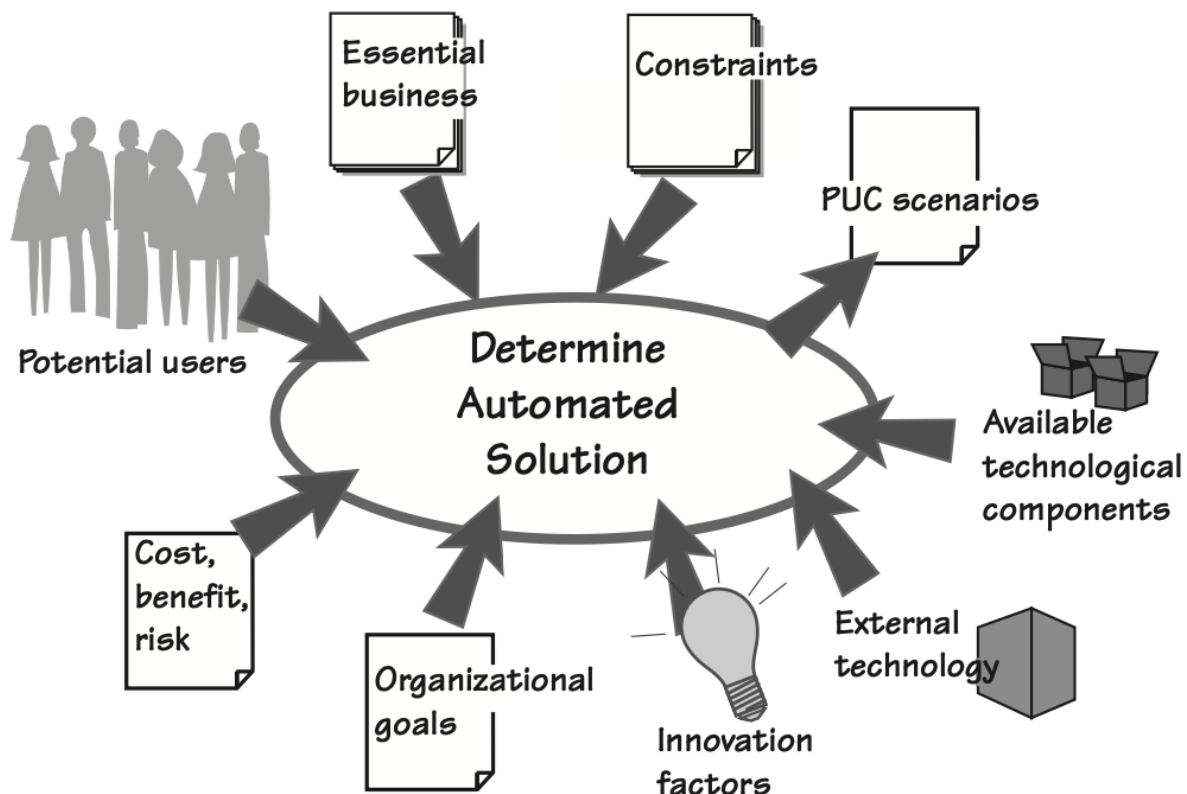 Essential
business
Constraints
PUC scenarios
Potential users
Determine
Automated
Solution
Available
technological
components
Cost,
benefit,
risk
External
technology
Organizational
goals
Innovation
factors